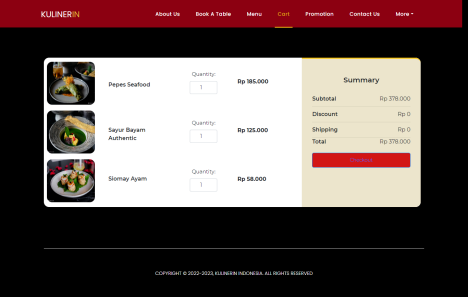 KULINERIN
About Us
Book A Table
Menu
Cart
Promotion
Contact Us
More
Pepes Seafood
Quantity:
1
Rp 185.000
Sayur Bayam
Authentic
Quantity:
1
Rp 125.000
Siomay Ayam
Quantity:
1
Rp 58.000
Summary
Subtotal Rp 378.000
Discount Rp 0
Shipping Rp 0
Total Rp 378.000
Checkout
COPYRIGHT © 2022-2023, KULINERIN INDONESIA. ALL RIGHTS RESERVED